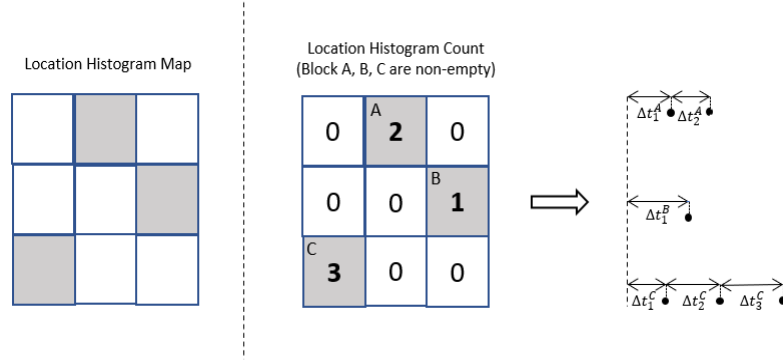 Location Histogram Map
Location Histogram Count
(Block A, B, C are non-empty)
0 A 2 0
0 0 B 1
C 3 0 0
Δt₁ᴬ Δt₂ᴬ
Δt₁ᴮ
Δt₁ᶜ Δt₂ᶜ Δt₃ᶜ